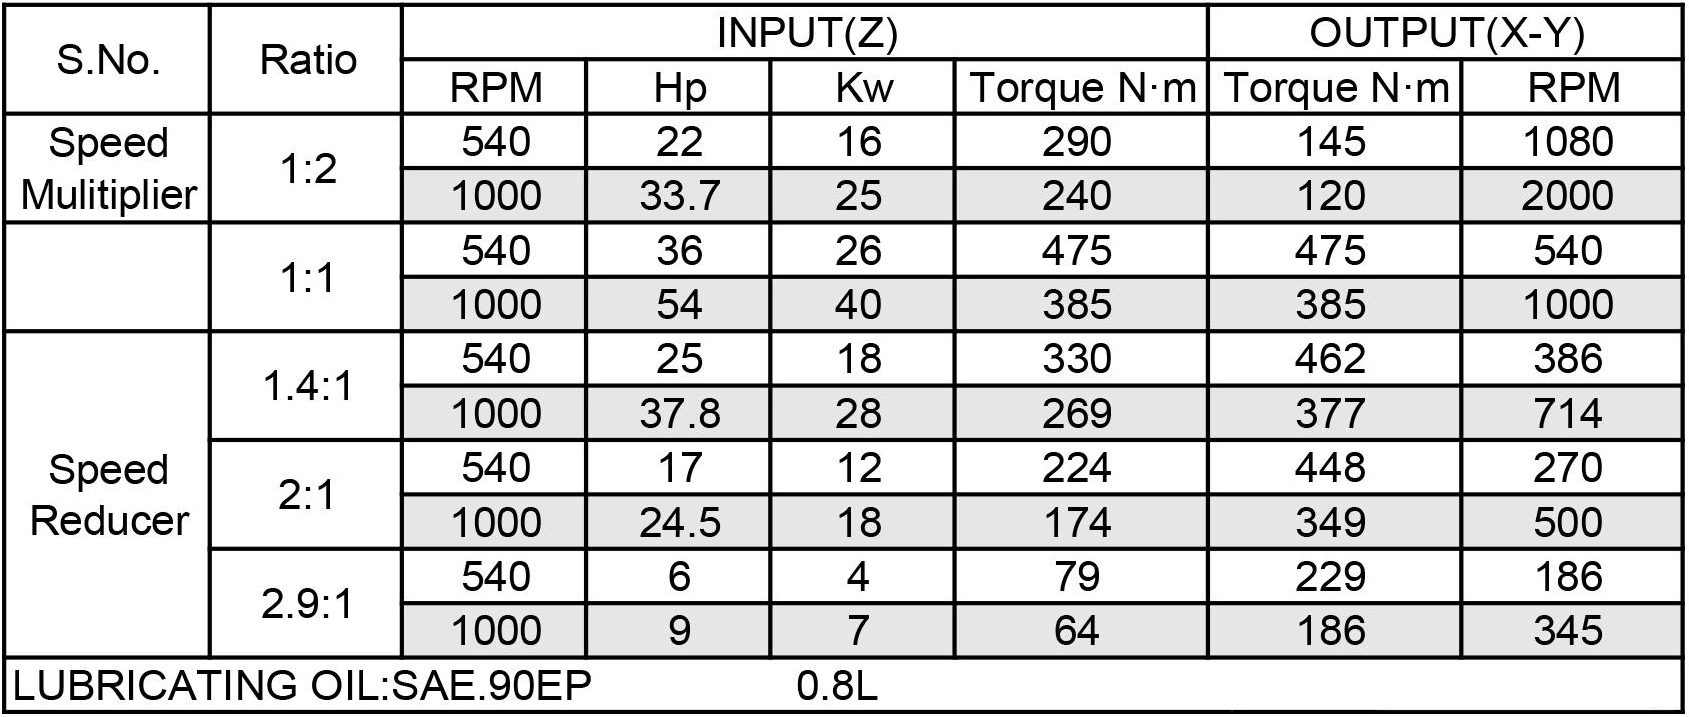 S.No. Ratio INPUT(Z) OUTPUT(X-Y)
RPM Hp Kw Torque N·m Torque N·m RPM
Speed
Mulitiplier
1:2
540 22 16 290 145 1080
1000 33.7 25 240 120 2000
1:1
540 36 26 475 475 540
1000 54 40 385 385 1000
Speed
Reducer
1.4:1
540 25 18 330 462 386
1000 37.8 28 269 377 714
2:1
540 17 12 224 448 270
1000 24.5 18 174 349 500
2.9:1
540 6 4 79 229 186
1000 9 7 64 186 345
LUBRICATING OIL:SAE.90EP 0.8L